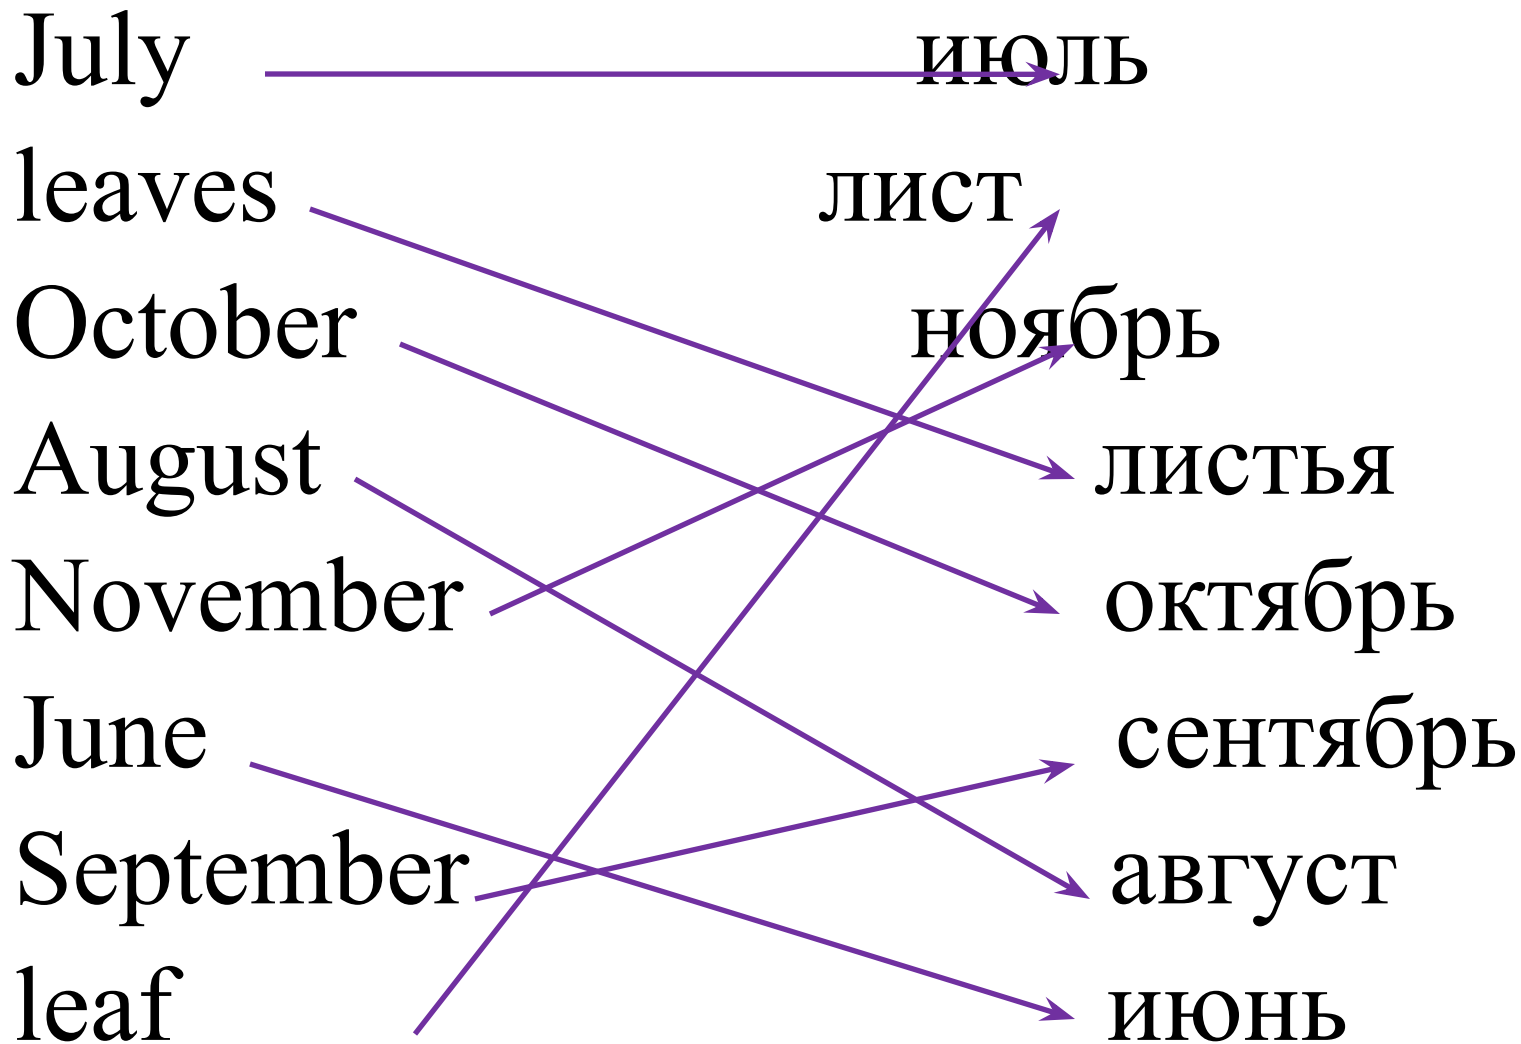 July июль
leaves лист
October ноябрь
August листья
November октябрь
June сентябрь
September август
leaf июнь